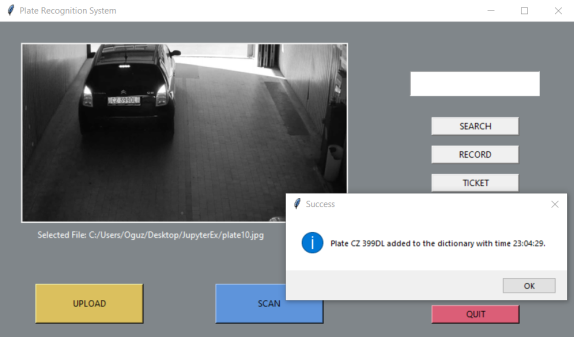 Plate Recognition System
CZ 399DL
SEARCH
RECORD
TICKET
Success
Plate CZ 399DL added to the dictionary with time 23:04:29.
OK
Selected File: C:/Users/Oguz/Desktop/JupyterEx/plate10.jpg
UPLOAD
SCAN
QUIT